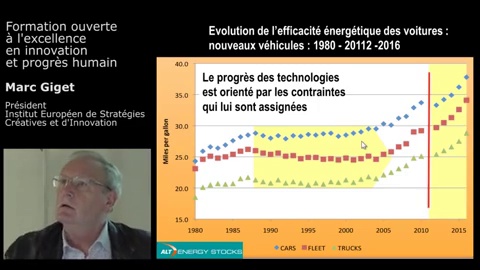 Formation ouverte
à l'excellence
en innovation
et progrès humain
Marc Giget
Président
Institut Européen de Stratégies
Créatives et d'Innovation
Evolution de l'efficacité énergétique des voitures :
nouveaux véhicules : 1980 - 20112 -2016
Le progrès des technologies
est orienté par les contraintes
qui lui sont assignées
Miles per gallon
40.0
35.0
30.0
25.0
20.0
15.0
1980 1985 1990 1995 2000 2005 2010 2015
CARS FLEET TRUCKS
ALTENERGY STOCKS